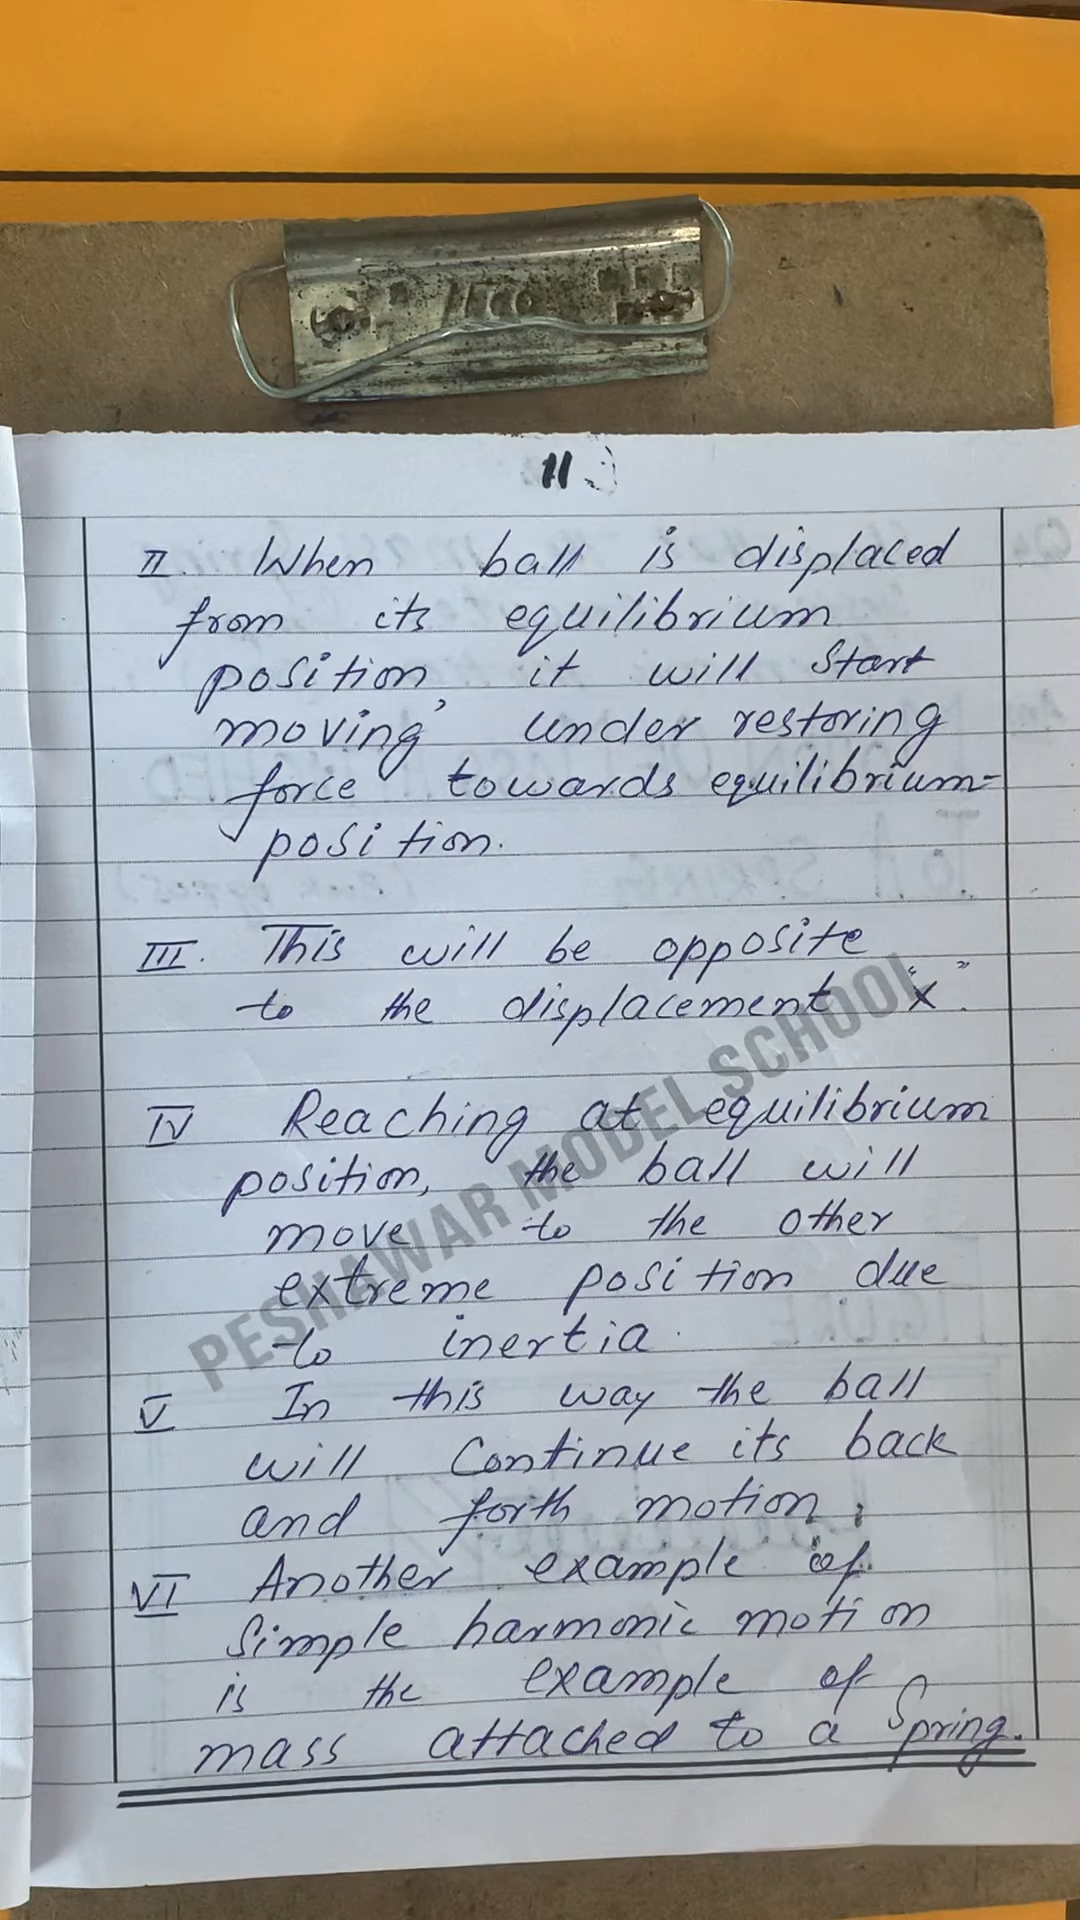 11
II. When ball is displaced
from its equilibrium
position, it will start
moving under restoring
force towards equilibrium-
position.
III. This will be opposite
to the displacement "x".
IV Reaching at equilibrium
position, the ball will
move to the other
extreme position due
to inertia.
V In this way the ball
will Continue its back
and forth motion.
VI Another example of
Simple harmonic motion
is the example of
mass attached to a Spring.
PESHAWAR MODEL SCHOOL